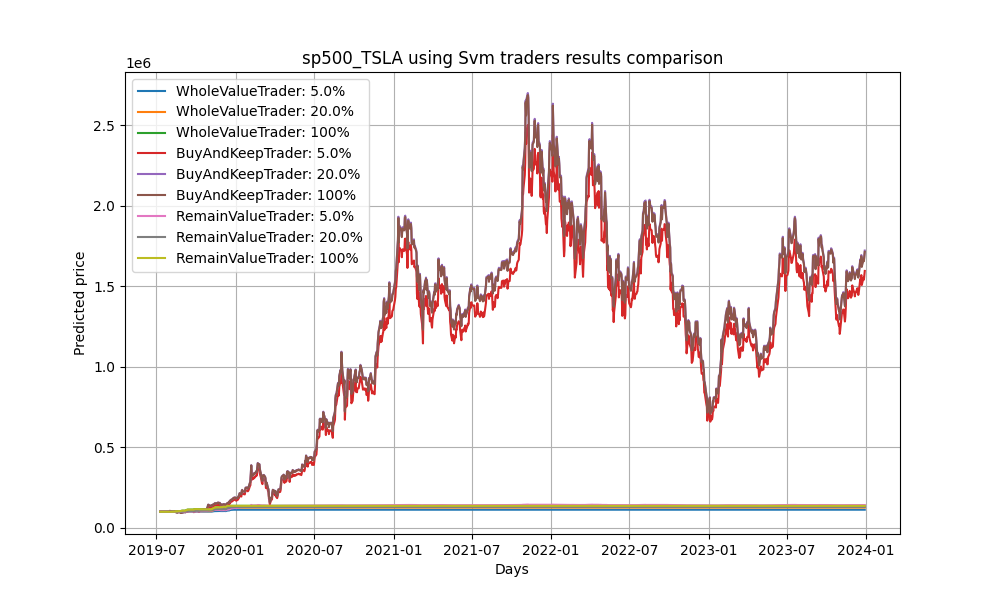 sp500_TSLA using Svm traders results comparison
1e6
WholeValueTrader: 5.0%
WholeValueTrader: 20.0%
WholeValueTrader: 100%
BuyAndKeepTrader: 5.0%
BuyAndKeepTrader: 20.0%
BuyAndKeepTrader: 100%
RemainValueTrader: 5.0%
RemainValueTrader: 20.0%
RemainValueTrader: 100%
2.5
2.0
1.5
1.0
0.5
0.0
Predicted price
2019-07 2020-01 2020-07 2021-01 2021-07 2022-01 2022-07 2023-01 2023-07 2024-01
Days